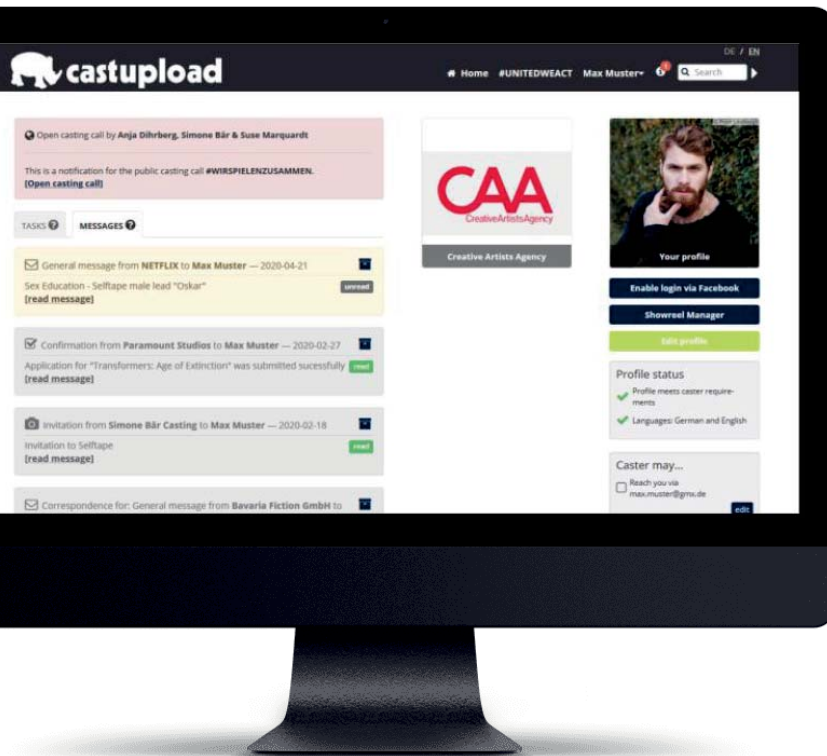 DE / EN
castupload
Home #UNITEDWEACT Max Muster Search
Open casting call by Anja Dihrberg, Simone Bär & Suse Marquardt
This is a notification for the public casting call #WIRSPIELENZUSAMMEN.
[Open casting call]
TASKS ? MESSAGES ?
General message from NETFLIX to Max Muster — 2020-04-21
Sex Education - Selftape male lead "Oskar" unread
[read message]
Confirmation from Paramount Studios to Max Muster — 2020-02-27
Application for "Transformers: Age of Extinction" was submitted sucessfully read
[read message]
Invitation from Simone Bär Casting to Max Muster — 2020-02-18
Invitation to Selftape read
[read message]
Correspondence for: General message from Bavaria Fiction GmbH to
CAA
CreativeArtistsAgency
Creative Artists Agency
Your profile
Enable login via Facebook
Showreel Manager
Edit profile
Profile status
Profile meets caster require-
ments
Languages: German and English
Caster may...
Reach you via
max.muster@gmx.de
edit